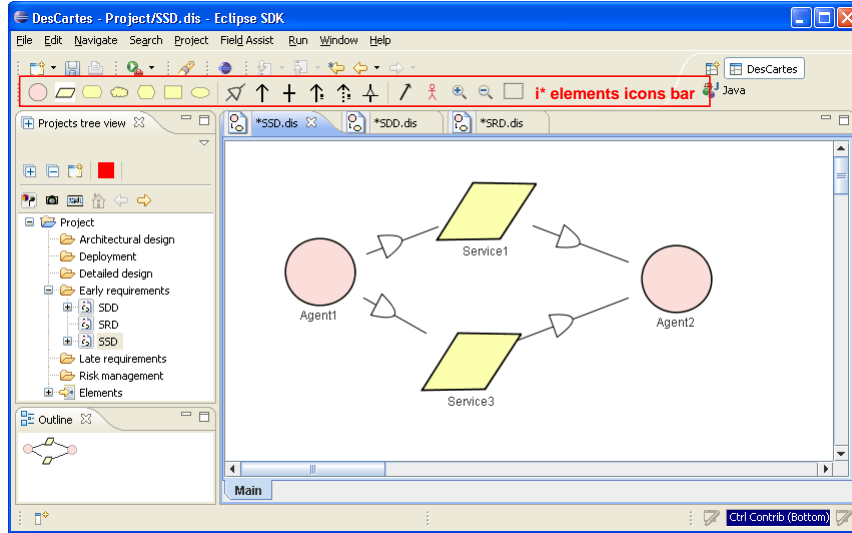 DesCartes - Project/SSD.dis - Eclipse SDK
File Edit Navigate Search Project Field Assist Run Window Help
DesCartes
i* elements icons bar
Java
Projects tree view
*SSD.dis
*SDD.dis
*SRD.dis
Project
Architectural design
Deployment
Detailed design
Early requirements
SDD
SRD
SSD
Late requirements
Risk management
Elements
Outline
Service1
Agent1
Agent2
Service3
Main
Ctrl Contrib (Bottom)